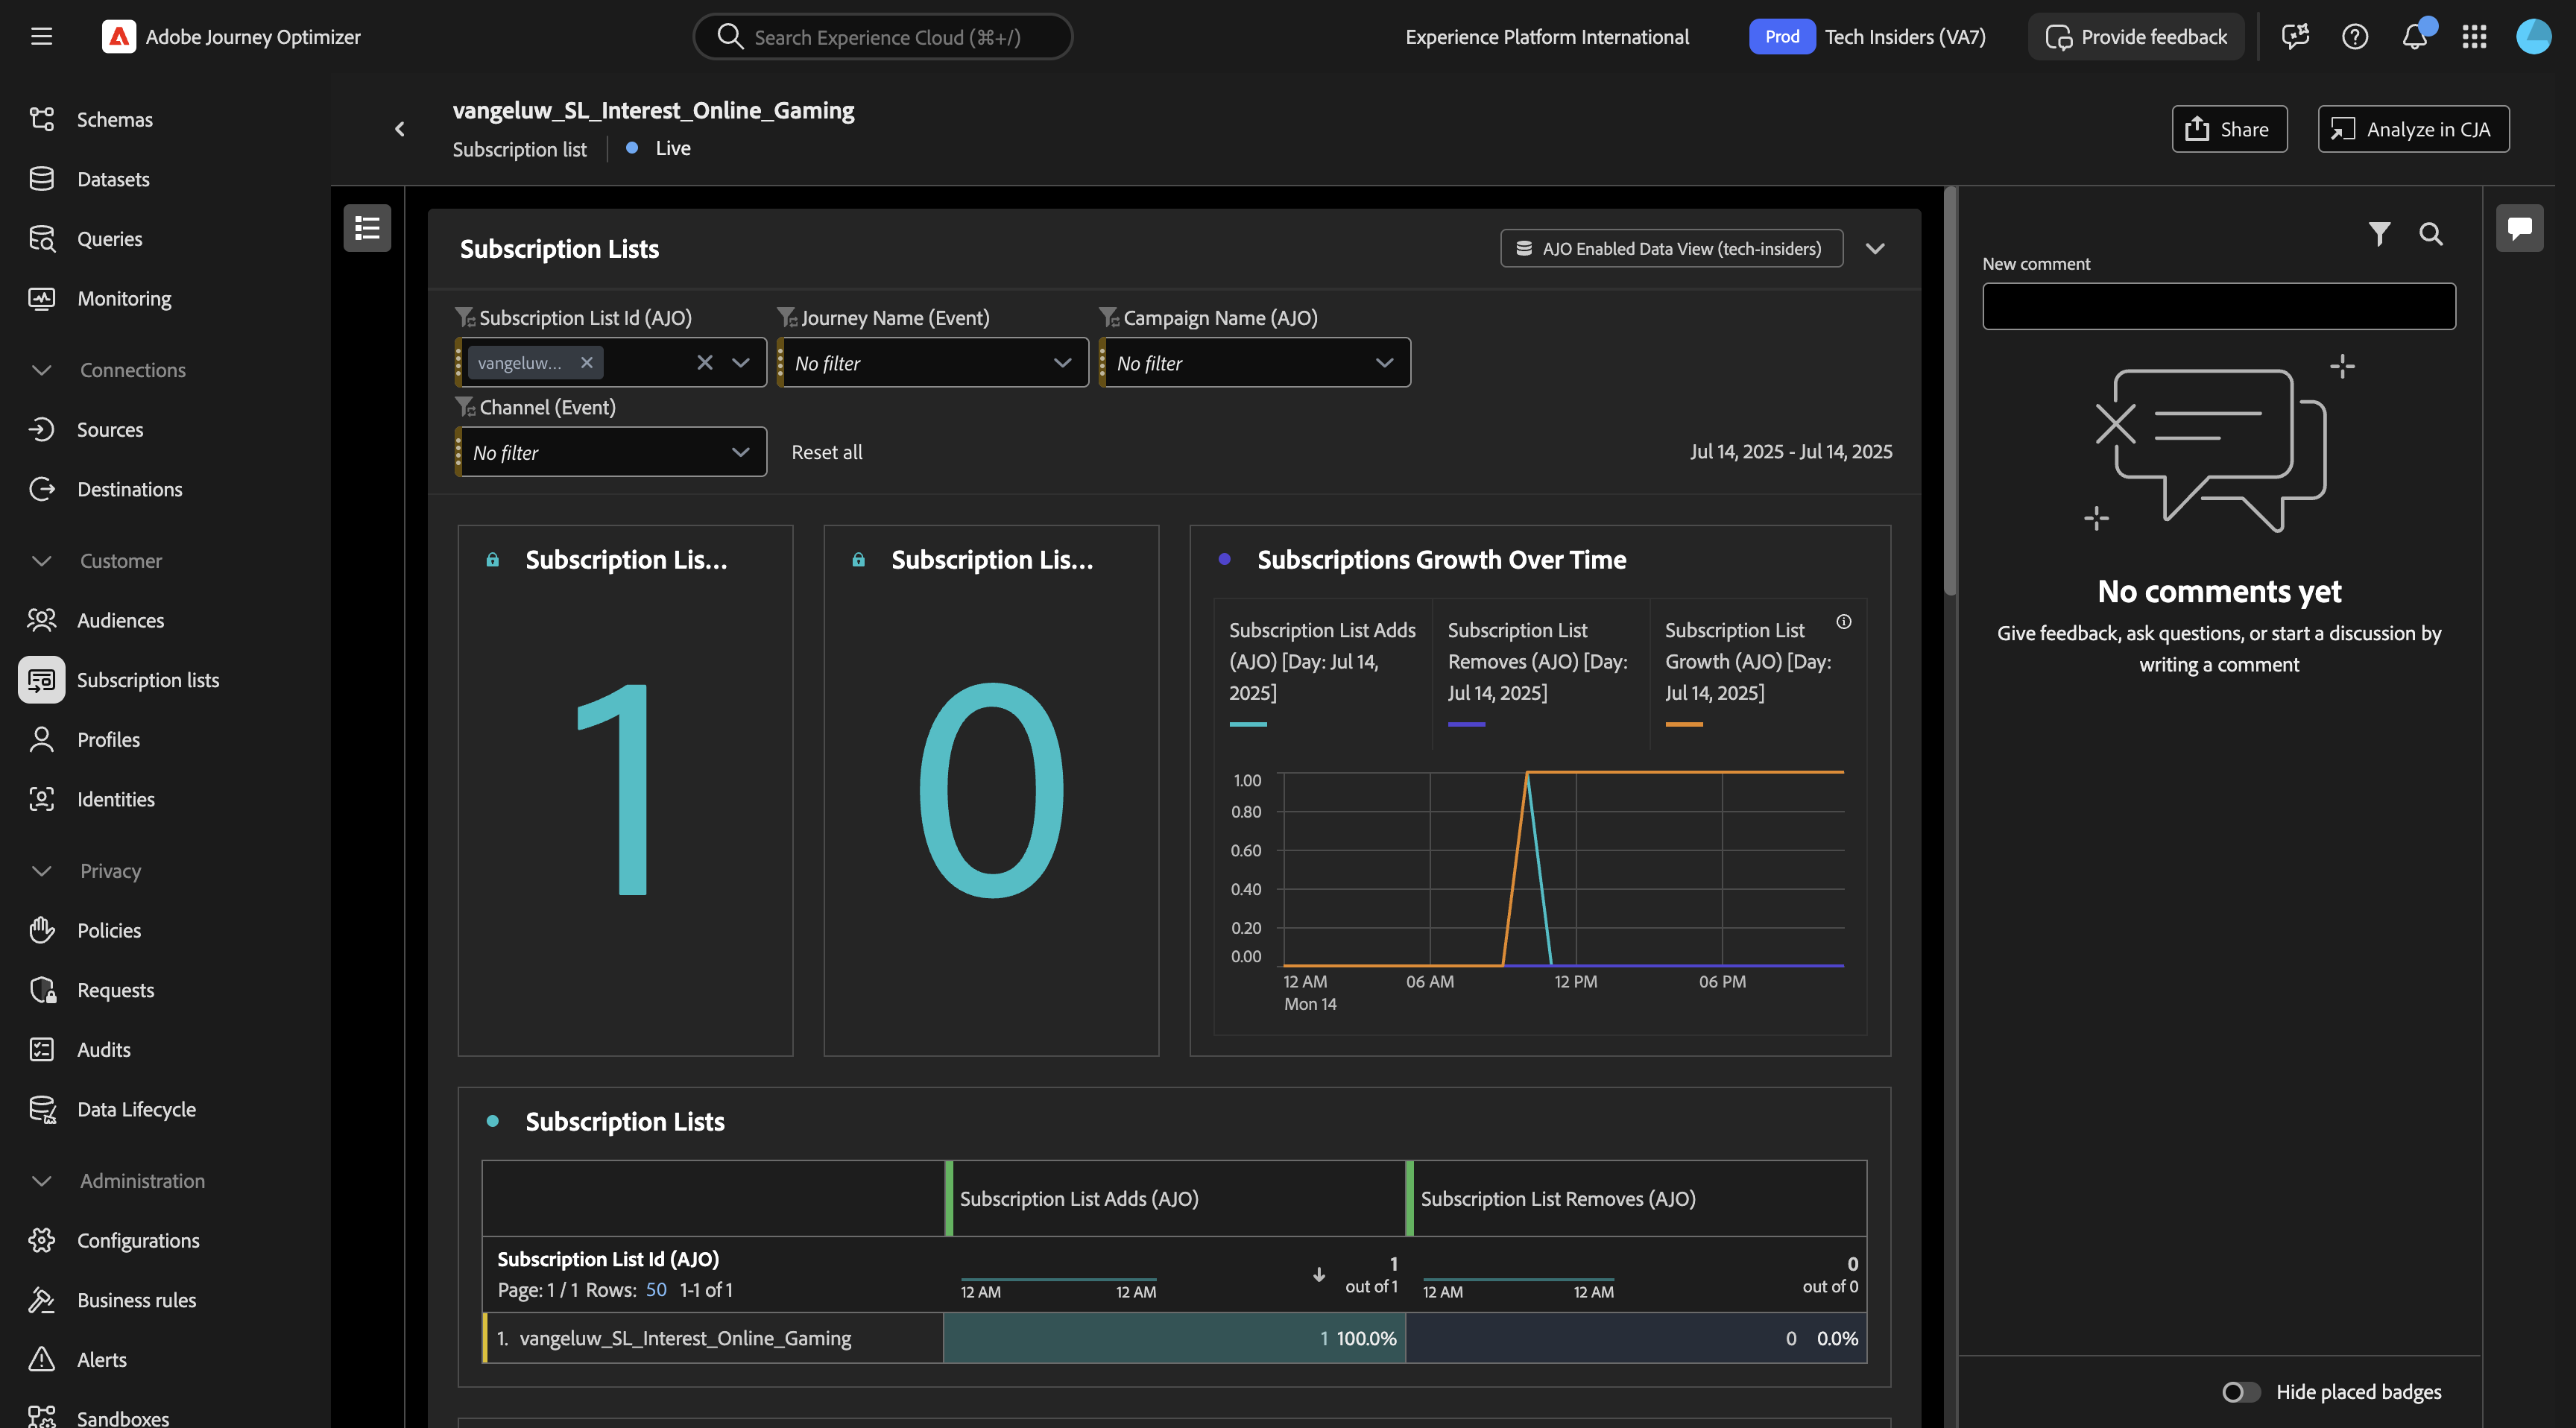 Adobe Journey Optimizer
Search Experience Cloud (⌘+/)
Experience Platform International
Prod
Tech Insiders (VA7)
Provide feedback
Schemas
Datasets
Queries
Monitoring
Connections
Sources
Destinations
Customer
Audiences
Subscription lists
Profiles
Identities
Privacy
Policies
Requests
Audits
Data Lifecycle
Administration
Configurations
Business rules
Alerts
Sandboxes
vangeluw_SL_Interest_Online_Gaming
Subscription list
Live
Share
Analyze in CJA
Subscription Lists
AJO Enabled Data View (tech-insiders)
Subscription List Id (AJO)
Journey Name (Event)
Campaign Name (AJO)
vangeluw...
No filter
No filter
Channel (Event)
No filter
Reset all
Jul 14, 2025 - Jul 14, 2025
Subscription Lis...
1
Subscription Lis...
0
Subscriptions Growth Over Time
Subscription List Adds
(AJO) [Day: Jul 14,
2025]
Subscription List
Removes (AJO) [Day:
Jul 14, 2025]
Subscription List
Growth (AJO) [Day:
Jul 14, 2025]
1.00
0.80
0.60
0.40
0.20
0.00
12 AM
06 AM
12 PM
06 PM
Mon 14
Subscription Lists
Subscription List Adds (AJO)
Subscription List Removes (AJO)
Subscription List Id (AJO)
Page: 1 / 1 Rows: 50 1-1 of 1
12 AM
12 AM
1
out of 1
12 AM
12 AM
0
out of 0
1. vangeluw_SL_Interest_Online_Gaming
1 100.0%
0 0.0%
New comment
No comments yet
Give feedback, ask questions, or start a discussion by
writing a comment
Hide placed badges